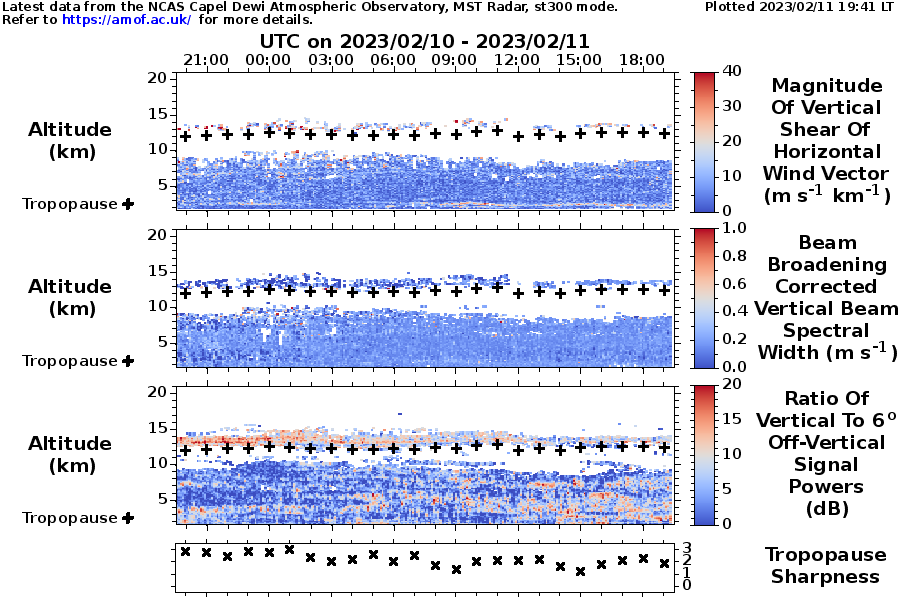 Latest data from the NCAS Capel Dewi Atmospheric Observatory, MST Radar, st300 mode.
Plotted 2023/02/11 19:41 LT
Refer to https://amof.ac.uk/ for more details.
UTC on 2023/02/10 - 2023/02/11
21:00 00:00 03:00 06:00 09:00 12:00 15:00 18:00
20
15
10
5
Altitude
(km)
Tropopause +
40
30
20
10
0
Magnitude
Of Vertical
Shear Of
Horizontal
Wind Vector
(m s⁻¹ km⁻¹)
20
15
10
5
Altitude
(km)
Tropopause +
1.0
0.8
0.6
0.4
0.2
0.0
Beam
Broadening
Corrected
Vertical Beam
Spectral
Width (m s⁻¹)
20
15
10
5
Altitude
(km)
Tropopause +
20
15
10
5
0
Ratio Of
Vertical To 6°
Off-Vertical
Signal
Powers
(dB)
3
2
1
0
Tropopause
Sharpness